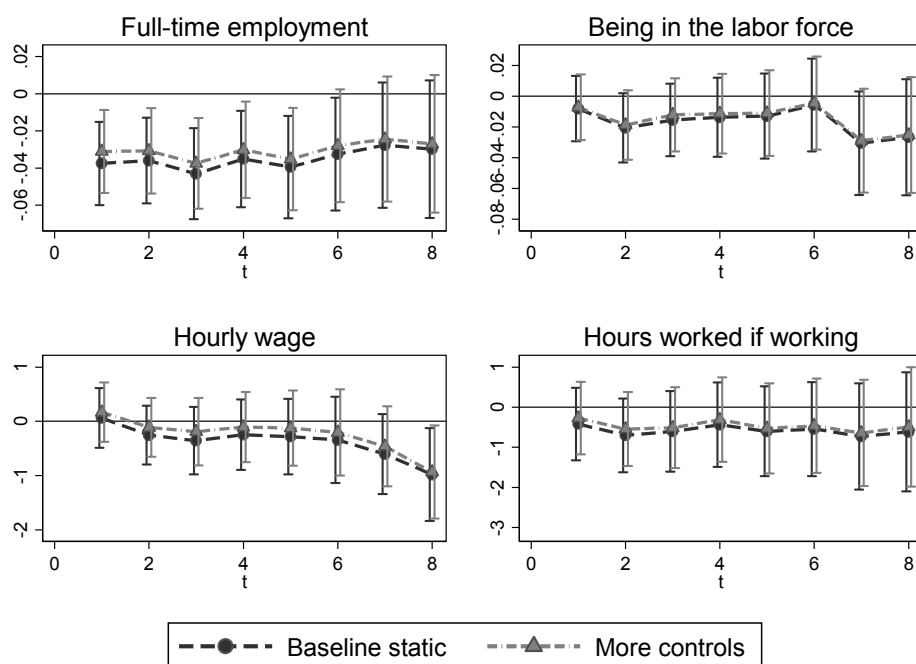 Full-time employment
.02
0
-.02
-.04
-.06
0 2 4 6 8
t
Being in the labor force
.02
0
-.02
-.04
-.06
-.08
0 2 4 6 8
t
Hourly wage
1
0
-1
-2
0 2 4 6 8
t
Hours worked if working
1
0
-1
-2
-3
0 2 4 6 8
t
Baseline static More controls